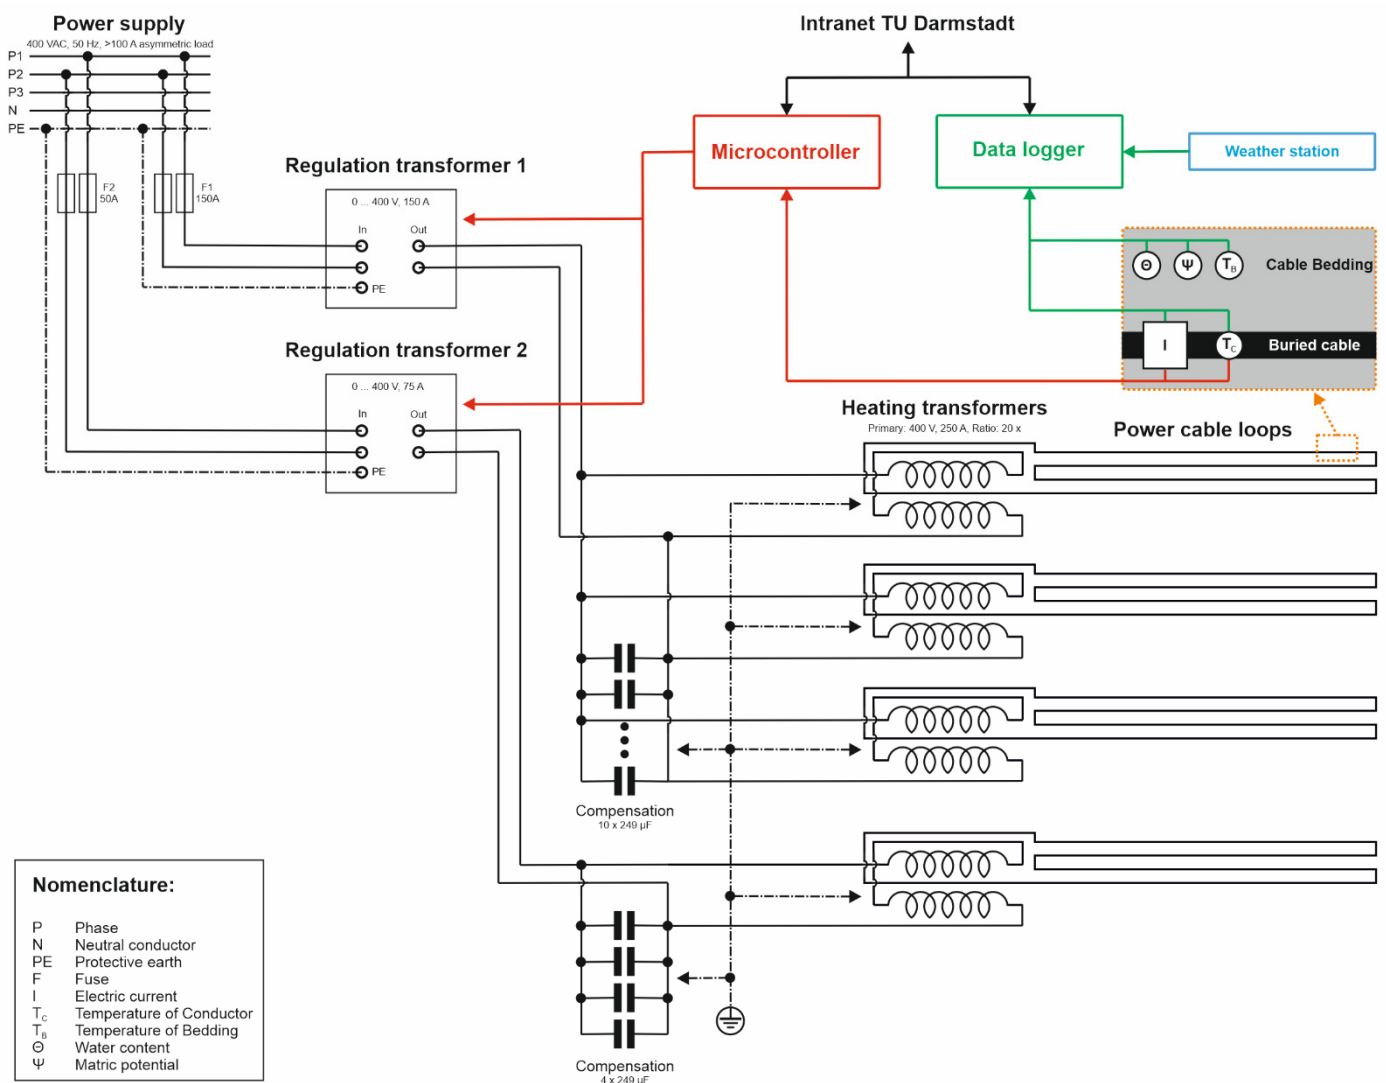 Power supply
400 VAC, 50 Hz, >100 A asymmetric load
P1
P2
P3
N
PE
F2
50A
F1
150A
Regulation transformer 1
0 ... 400 V, 150 A
In
Out
PE
Regulation transformer 2
0 ... 400 V, 75 A
In
Out
PE
Intranet TU Darmstadt
Microcontroller
Data logger
Weather station
Θ
Ψ
TB
Cable Bedding
I
TC
Buried cable
Heating transformers
Primary: 400 V, 250 A, Ratio: 20 x
Power cable loops
Compensation
10 x 249 µF
Compensation
4 x 249 µF
Nomenclature:
P Phase
N Neutral conductor
PE Protective earth
F Fuse
I Electric current
TC Temperature of Conductor
TB Temperature of Bedding
Θ Water content
Ψ Matric potential